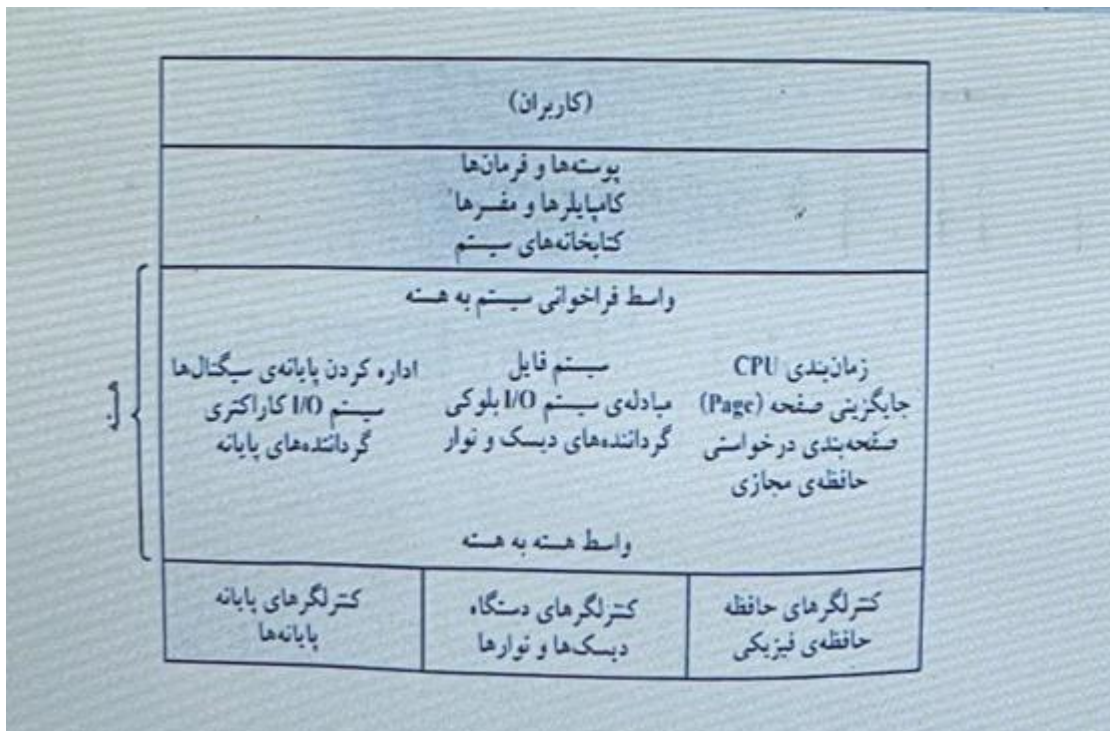 (کاربران)
پوسته‌ها و فرمان‌ها
کامپایلرها و مفسرها
کتابخانه‌های سیستم
واسط فراخوانی سیستم به هسته
زمان‌بندی CPU
جایگزینی صفحه (Page)
صفحه‌بندی درخواستی
حافظه‌ی مجازی
سیستم فایل
مبادله‌ی سیستم I/O بلوکی
گرداننده‌های دیسک و نوار
اداره کردن پایانه‌ی سیگنال‌ها
سیستم I/O کاراکتری
گرداننده‌های پایانه
واسط هسته به هسته
هسته
کنترلگرهای حافظه
حافظه‌ی فیزیکی
کنترلگرهای دستگاه
دیسک‌ها و نوارها
کنترلگرهای پایانه
پایانه‌ها